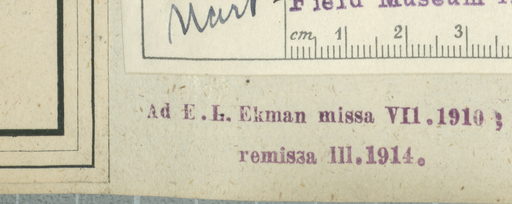 Field Museum
cm 1 2 3
Ad E. L. Ekman missa VII.1910;
remissa III.1914.